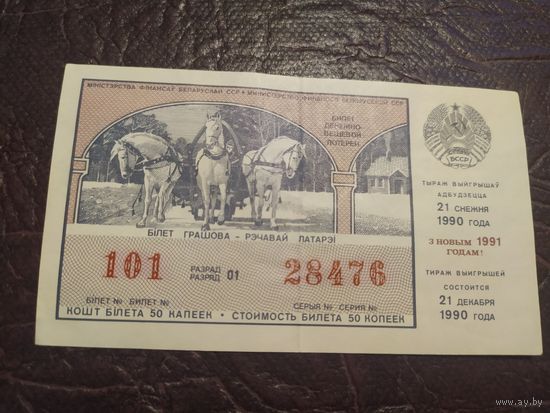 МІНІСТЭРСТВА ФІНАНСАЎ БЕЛАРУСКАЙ ССР • МИНИСТЕРСТВО ФИНАНСОВ БЕЛОРУССКОЙ ССР
БИЛЕТ
ДЕНЕЖНО-
ВЕЩЕВОЙ
ЛОТЕРЕИ
БССР
ТЫРАЖ ВЫІГРЫШАЎ
АДБУДЗЕЦЦА
21 СНЕЖНЯ
1990 ГОДА
З НОВЫМ 1991
ГОДАМ!
ТИРАЖ ВЫИГРЫШЕЙ
СОСТОИТСЯ
21 ДЕКАБРЯ
1990 ГОДА
БІЛЕТ ГРАШОВА - РЭЧАВАЙ ЛАТАРЭІ
101 РАЗРАД 01 28476
РАЗРЯД
БІЛЕТ № БИЛЕТ № СЕРЫЯ № СЕРИЯ №
КОШТ БІЛЕТА 50 КАПЕЕК • СТОИМОСТЬ БИЛЕТА 50 КОПЕЕК
www.ay.by